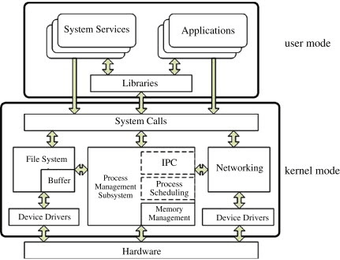 System Services
Applications
user mode
Libraries
System Calls
File System
Buffer
Process
Management
Subsystem
IPC
Process
Scheduling
Memory
Management
Networking
kernel mode
Device Drivers
Device Drivers
Hardware